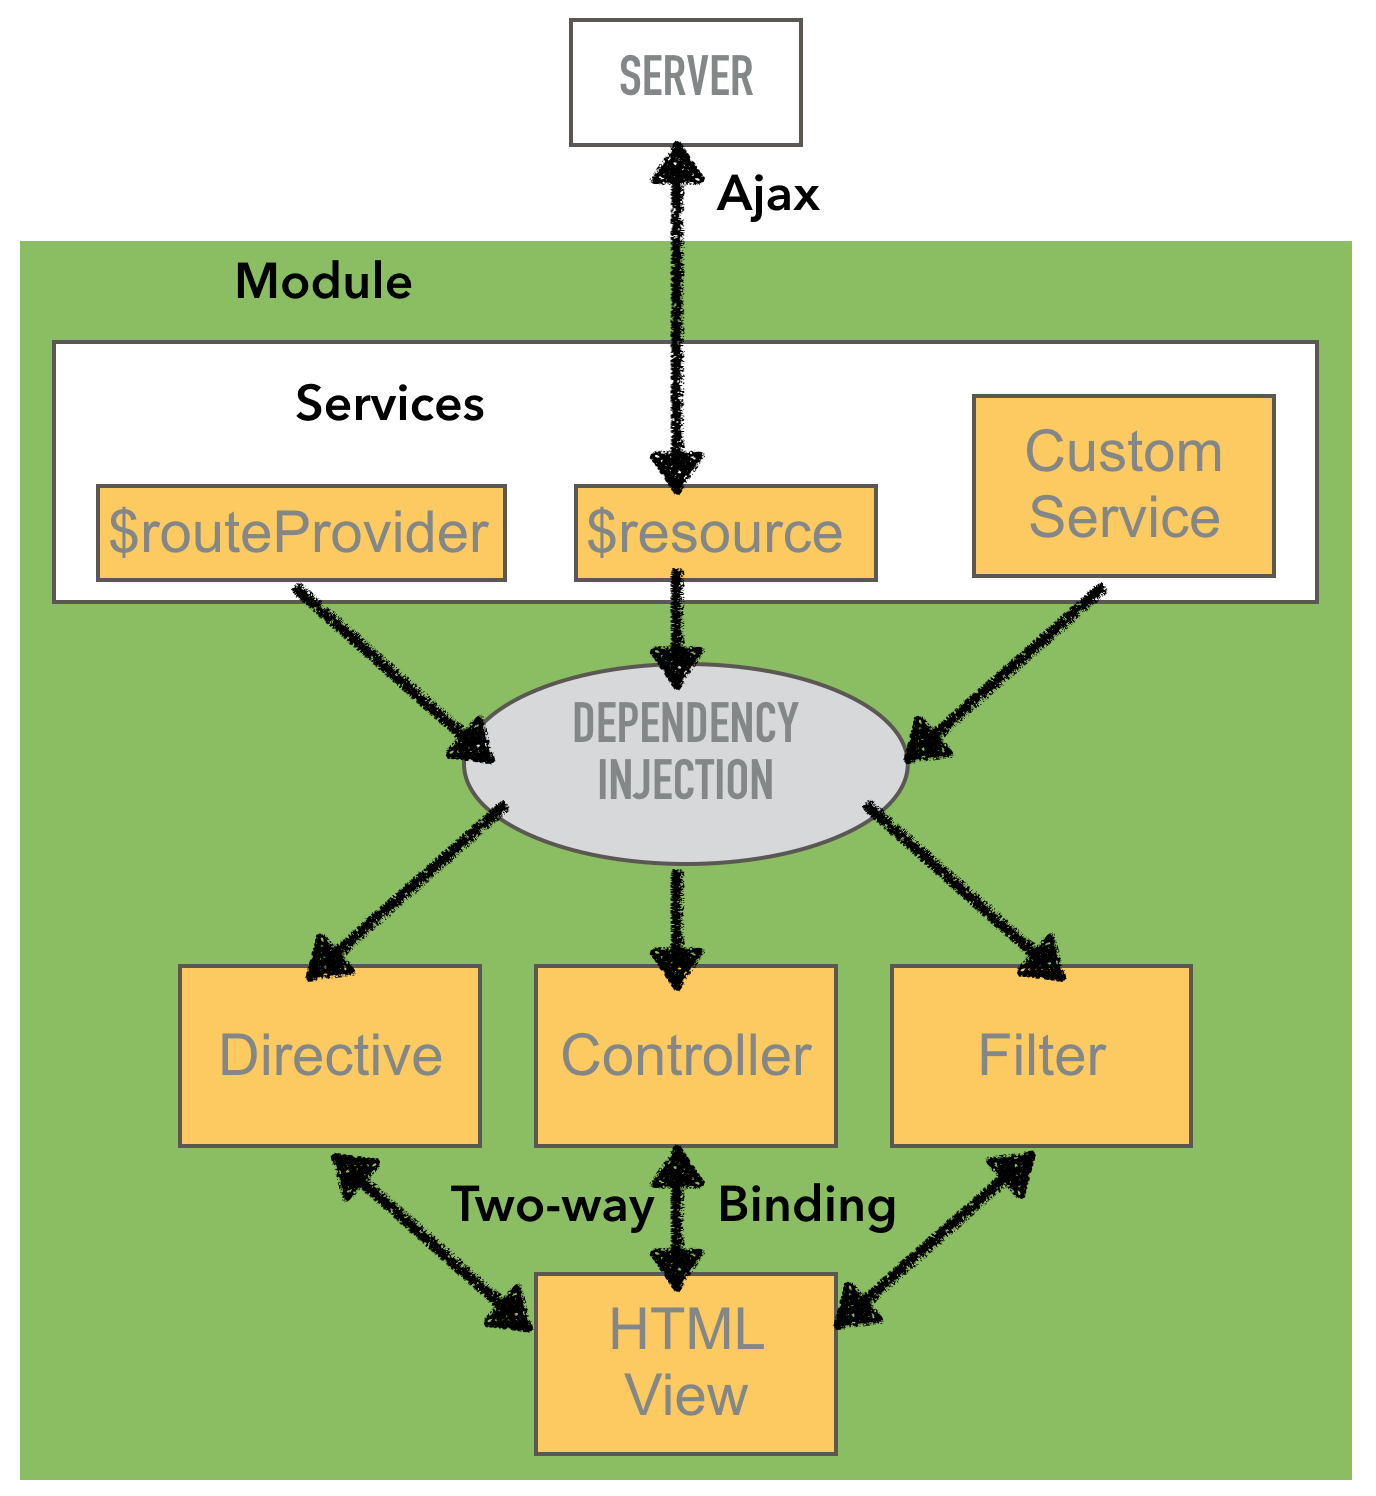 SERVER
Ajax
Module
Services
Custom
Service
$routeProvider
$resource
DEPENDENCY
INJECTION
Directive
Controller
Filter
Two-way Binding
HTML
View